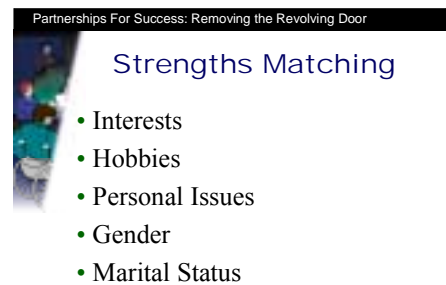 Partnerships For Success: Removing the Revolving Door
Strengths Matching
• Interests
• Hobbies
• Personal Issues
• Gender
• Marital Status